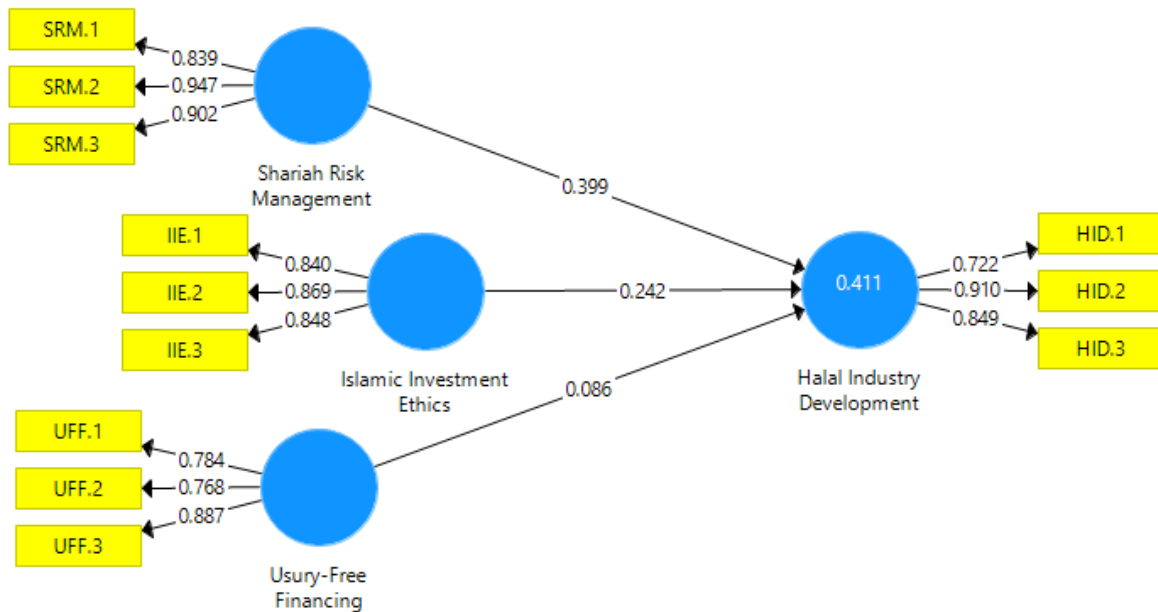 SRM.1
0.839
SRM.2
0.947
SRM.3
0.902
Shariah Risk
Management
0.399
IIE.1
0.840
IIE.2
0.869
IIE.3
0.848
Islamic Investment
Ethics
0.242
UFF.1
0.784
UFF.2
0.768
UFF.3
0.887
Usury-Free
Financing
0.086
0.411
Halal Industry
Development
HID.1
0.722
HID.2
0.910
HID.3
0.849